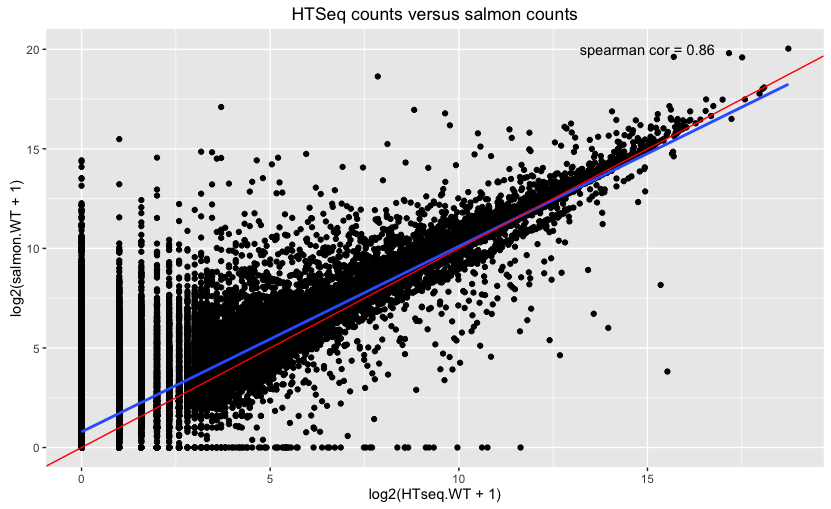 HTSeq counts versus salmon counts
spearman cor = 0.86
20
15
10
5
0
log2(salmon.WT + 1)
0
5
10
15
log2(HTseq.WT + 1)